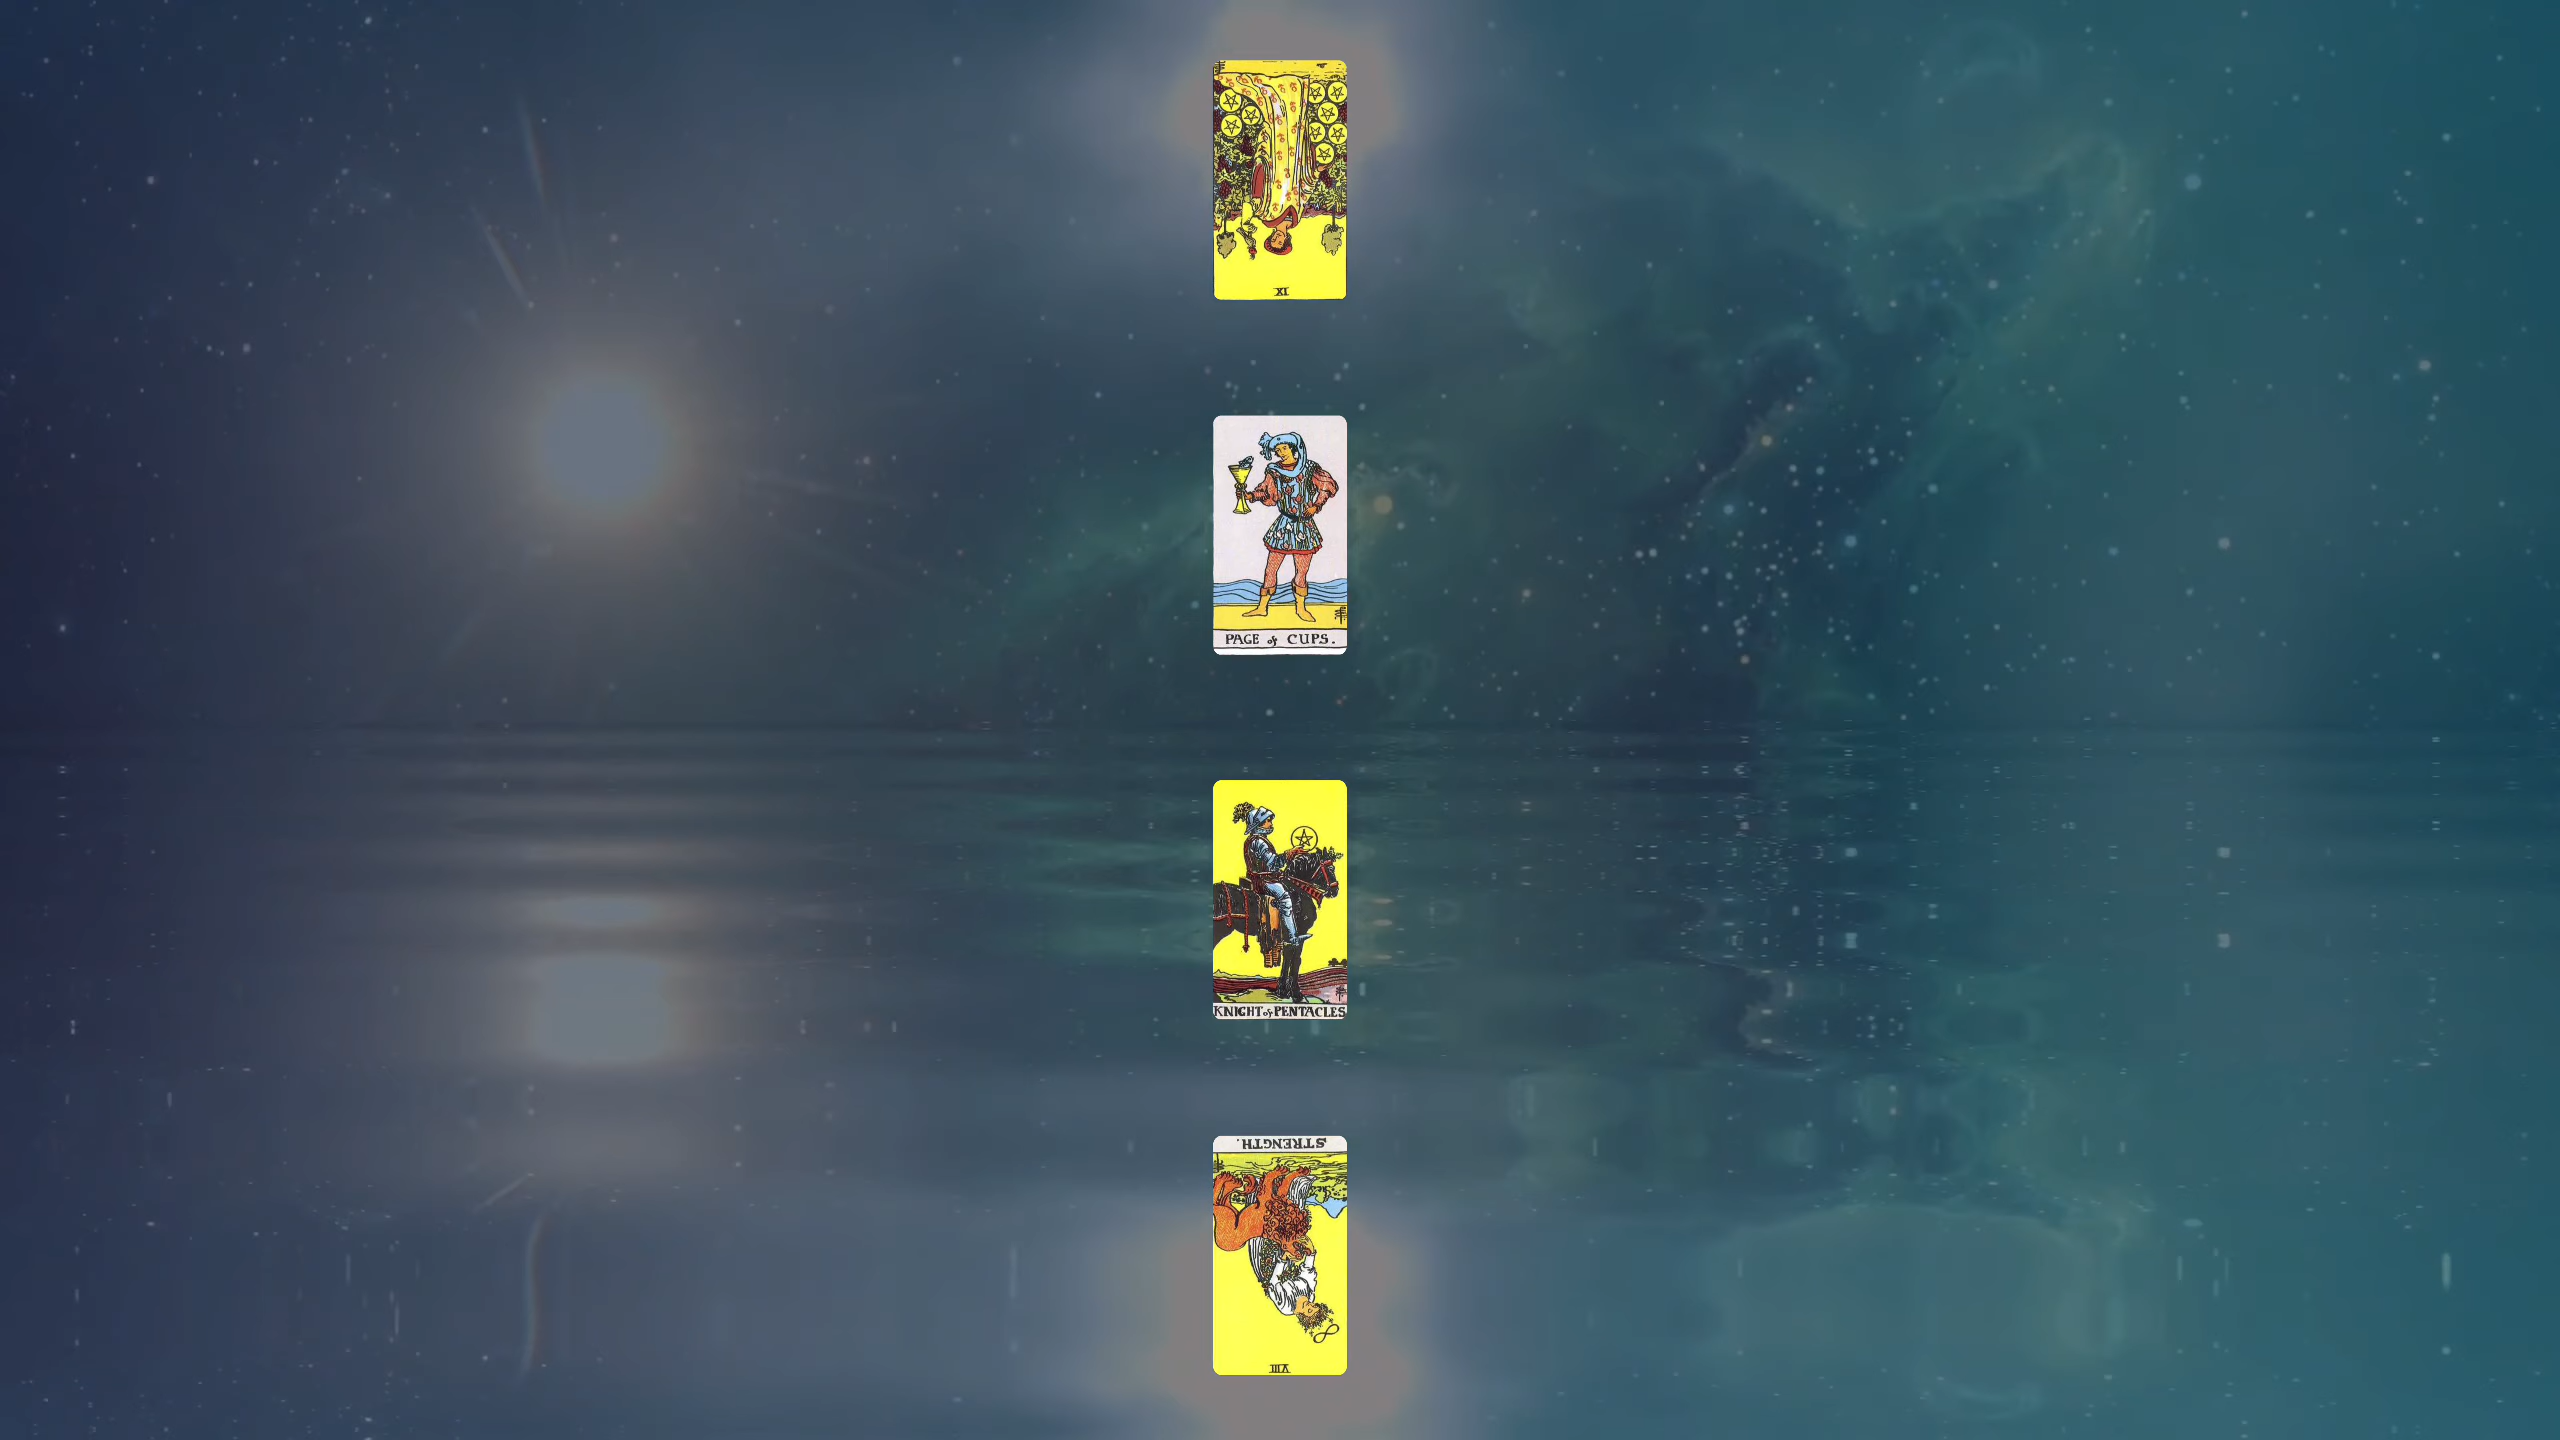 IX
PAGE of CUPS.
KNIGHT of PENTACLES
STRENGTH.
VIII